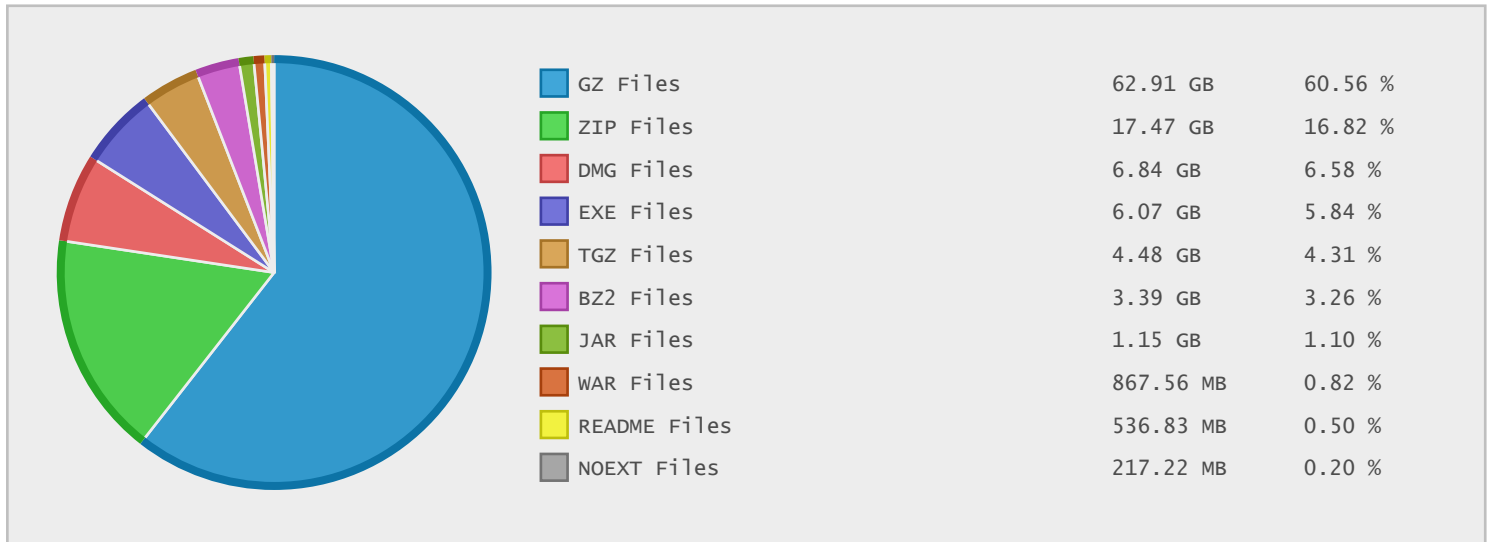 GZ Files 62.91 GB 60.56 %
ZIP Files 17.47 GB 16.82 %
DMG Files 6.84 GB 6.58 %
EXE Files 6.07 GB 5.84 %
TGZ Files 4.48 GB 4.31 %
BZ2 Files 3.39 GB 3.26 %
JAR Files 1.15 GB 1.10 %
WAR Files 867.56 MB 0.82 %
README Files 536.83 MB 0.50 %
NOEXT Files 217.22 MB 0.20 %